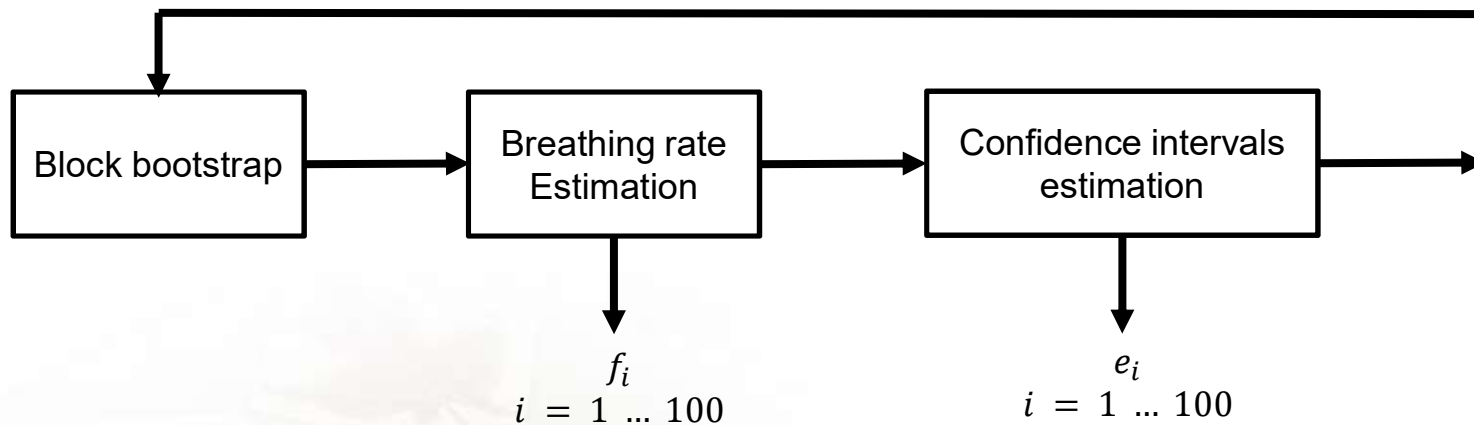 Block bootstrap
Breathing rate
Estimation
Confidence intervals
estimation
f_i
i = 1 ... 100
e_i
i = 1 ... 100